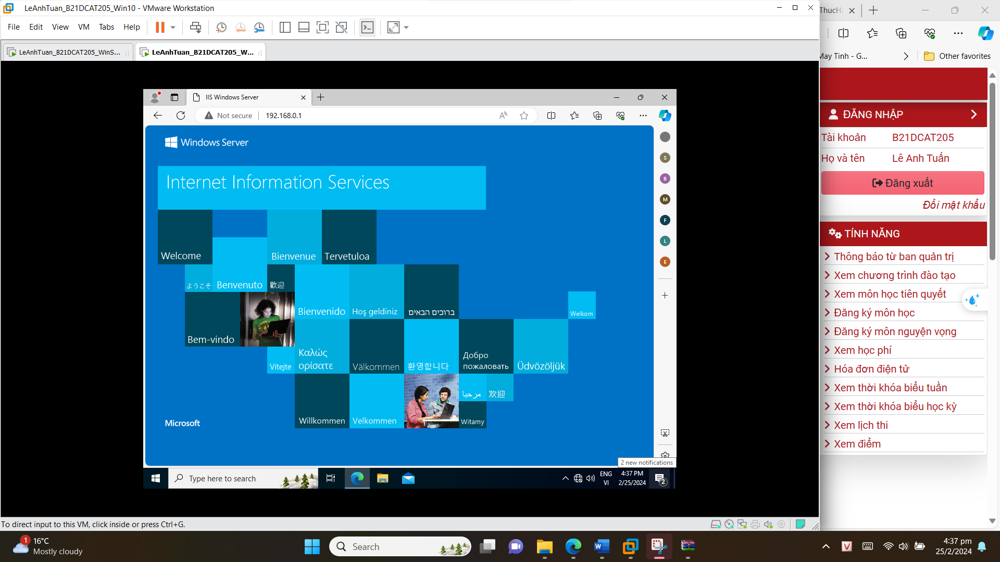 LeAnhTuan_B21DCAT205_Win10 - VMware Workstation
File Edit View VM Tabs Help
LeAnhTuan_B21DCAT205_WinS...
LeAnhTuan_B21DCAT205_W...
IIS Windows Server
Not secure
192.168.0.1
Windows Server
Internet Information Services
Welcome
Bienvenue
Tervetuloa
ようこそ
Benvenuto
歡迎
Bienvenido
Hoş geldiniz
ברוכים הבאים
Welkom
Bem-vindo
Vítejte
Καλώς
ορίσατε
Välkommen
환영합니다
Добро
пожаловать
Üdvözöljük
Willkommen
Velkommen
مرحبا
欢迎
Witamy
Microsoft
S
B
M
F
L
E
2 new notifications
Type here to search
ENG
VI
4:37 PM
2/25/2024
2
To direct input to this VM, click inside or press Ctrl+G.
May Tinh - G...
Other favorites
ĐĂNG NHẬP
Tài khoản B21DCAT205
Họ và tên Lê Anh Tuấn
Đăng xuất
Đổi mật khẩu
TÍNH NĂNG
Thông báo từ ban quản trị
Xem chương trình đào tạo
Xem môn học tiên quyết
Đăng ký môn học
Đăng ký môn nguyện vọng
Xem học phí
Hóa đơn điện tử
Xem thời khóa biểu tuần
Xem thời khóa biểu học kỳ
Xem lịch thi
Xem điểm
1
16°C
Mostly cloudy
Search
4:37 pm
25/2/2024